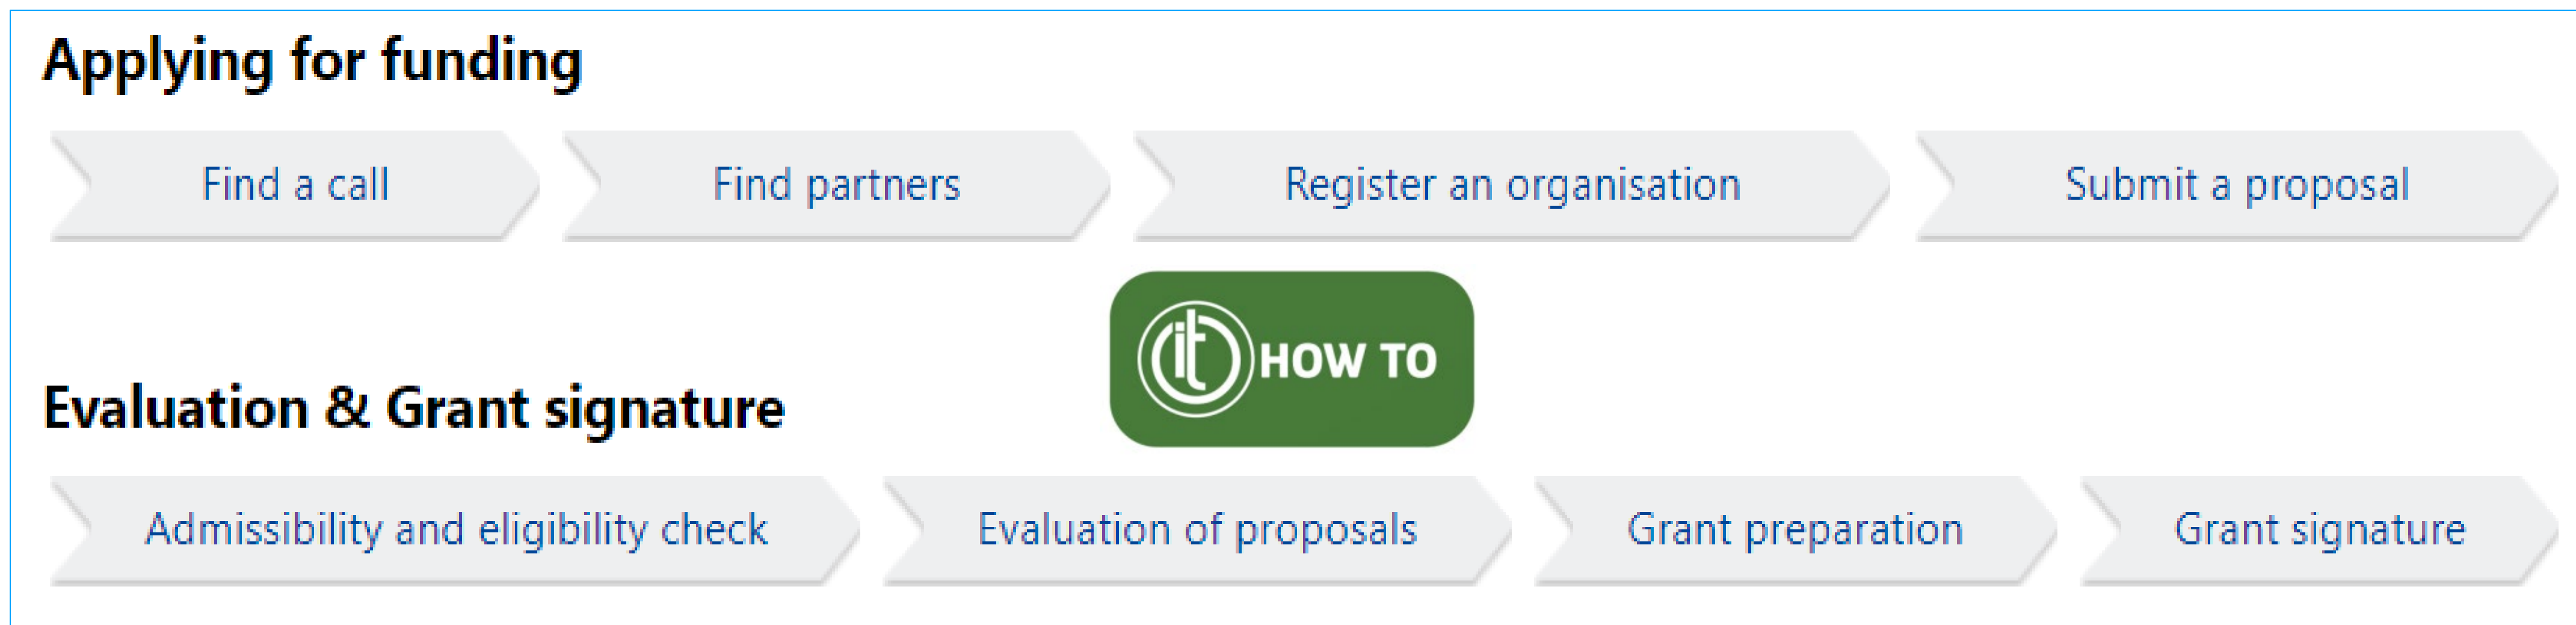 Applying for funding
Find a call
Find partners
Register an organisation
Submit a proposal
it HOW TO
Evaluation & Grant signature
Admissibility and eligibility check
Evaluation of proposals
Grant preparation
Grant signature